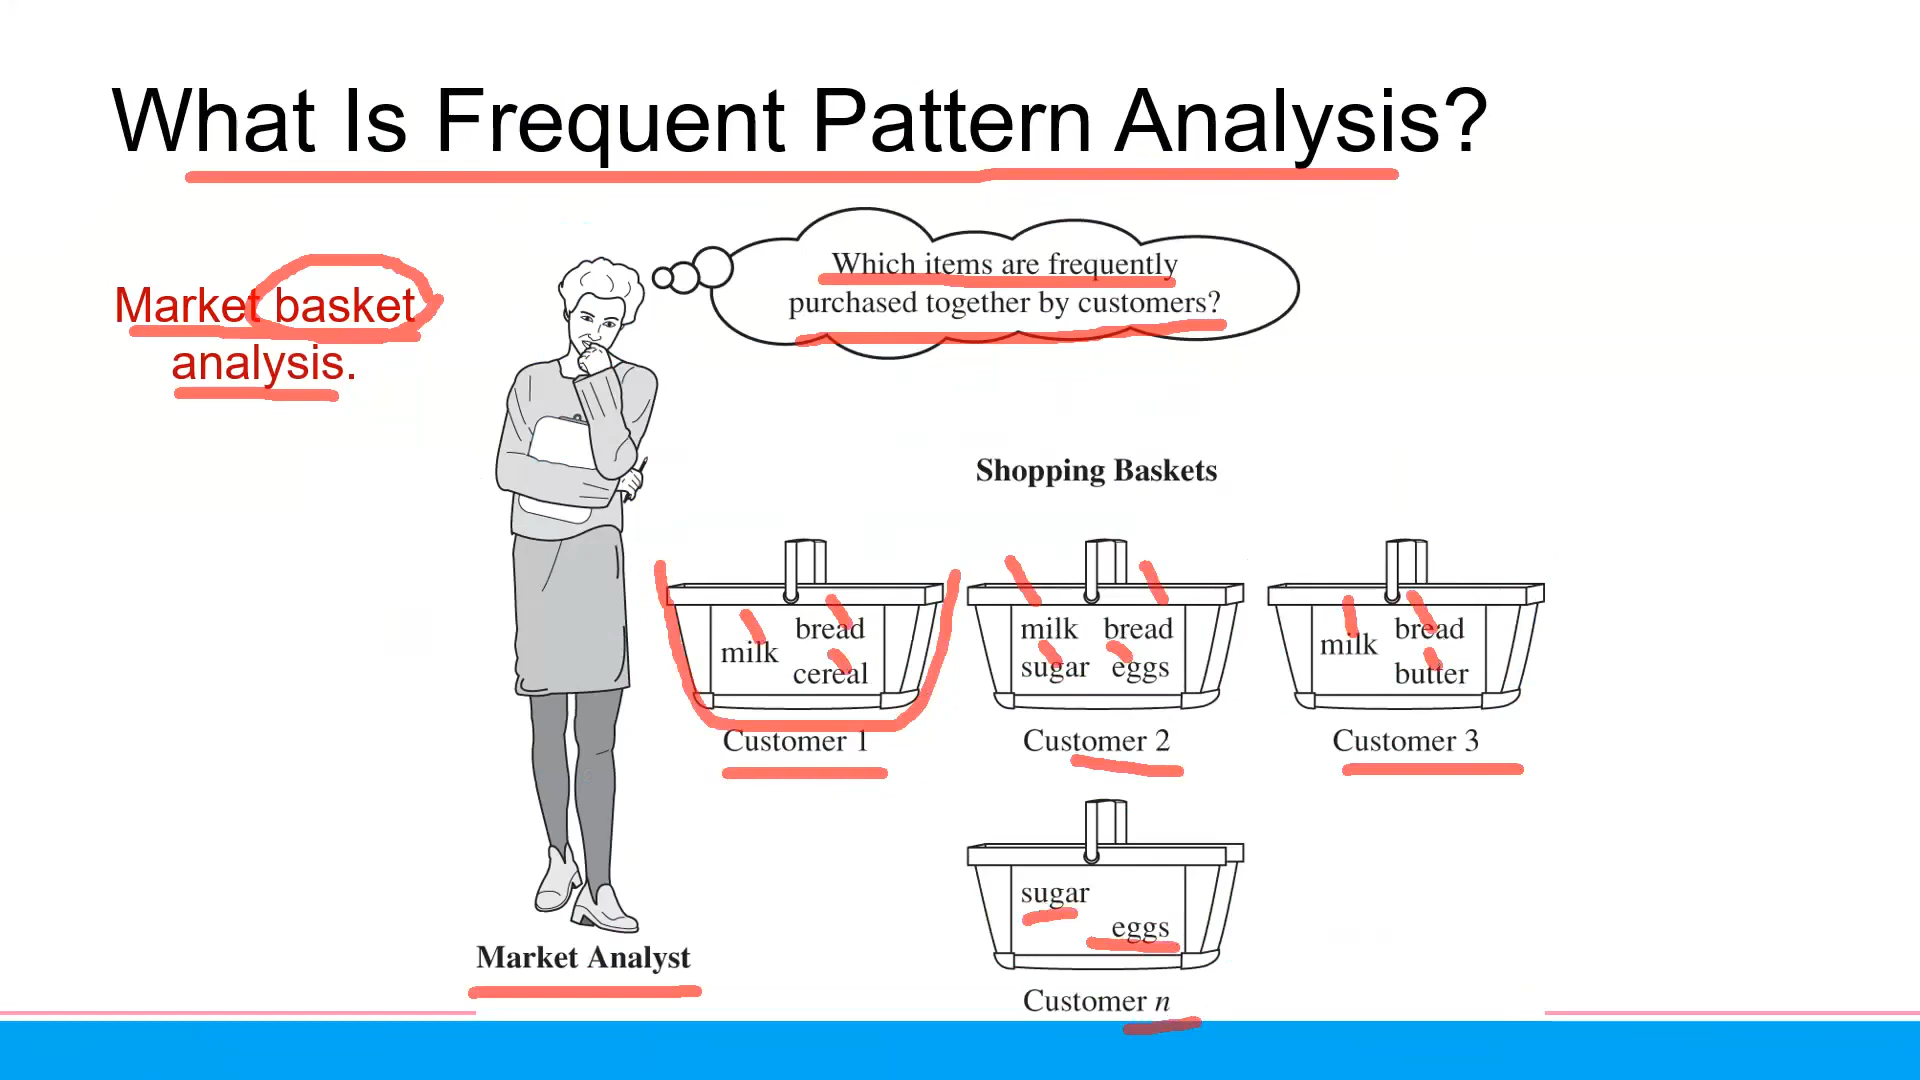 What Is Frequent Pattern Analysis?
Market basket
analysis.
Which items are frequently
purchased together by customers?
Shopping Baskets
milk
bread
cereal
milk bread
sugar eggs
milk
bread
butter
Customer 1
Customer 2
Customer 3
sugar
eggs
Market Analyst
Customer n